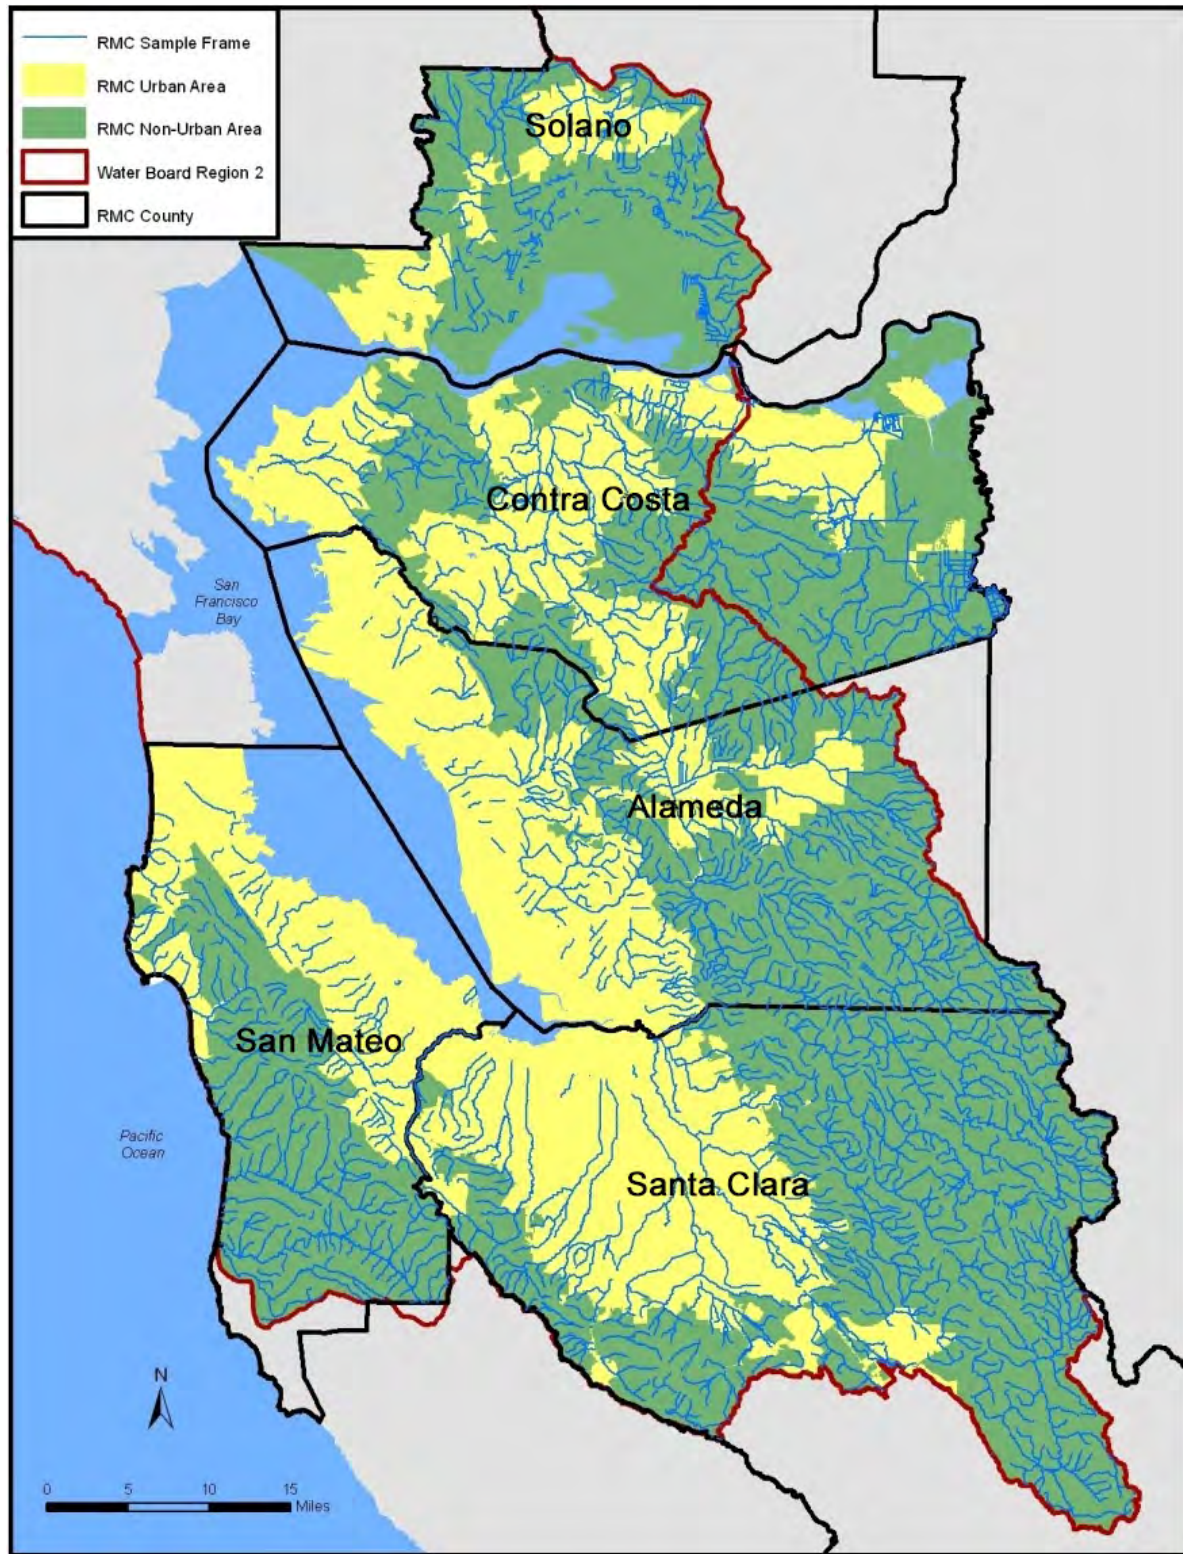 RMC Sample Frame
RMC Urban Area
RMC Non-Urban Area
Water Board Region 2
RMC County
Solano
Contra Costa
San
Francisco
Bay
Alameda
San Mateo
Pacific
Ocean
Santa Clara
N
0 5 10 15
Miles